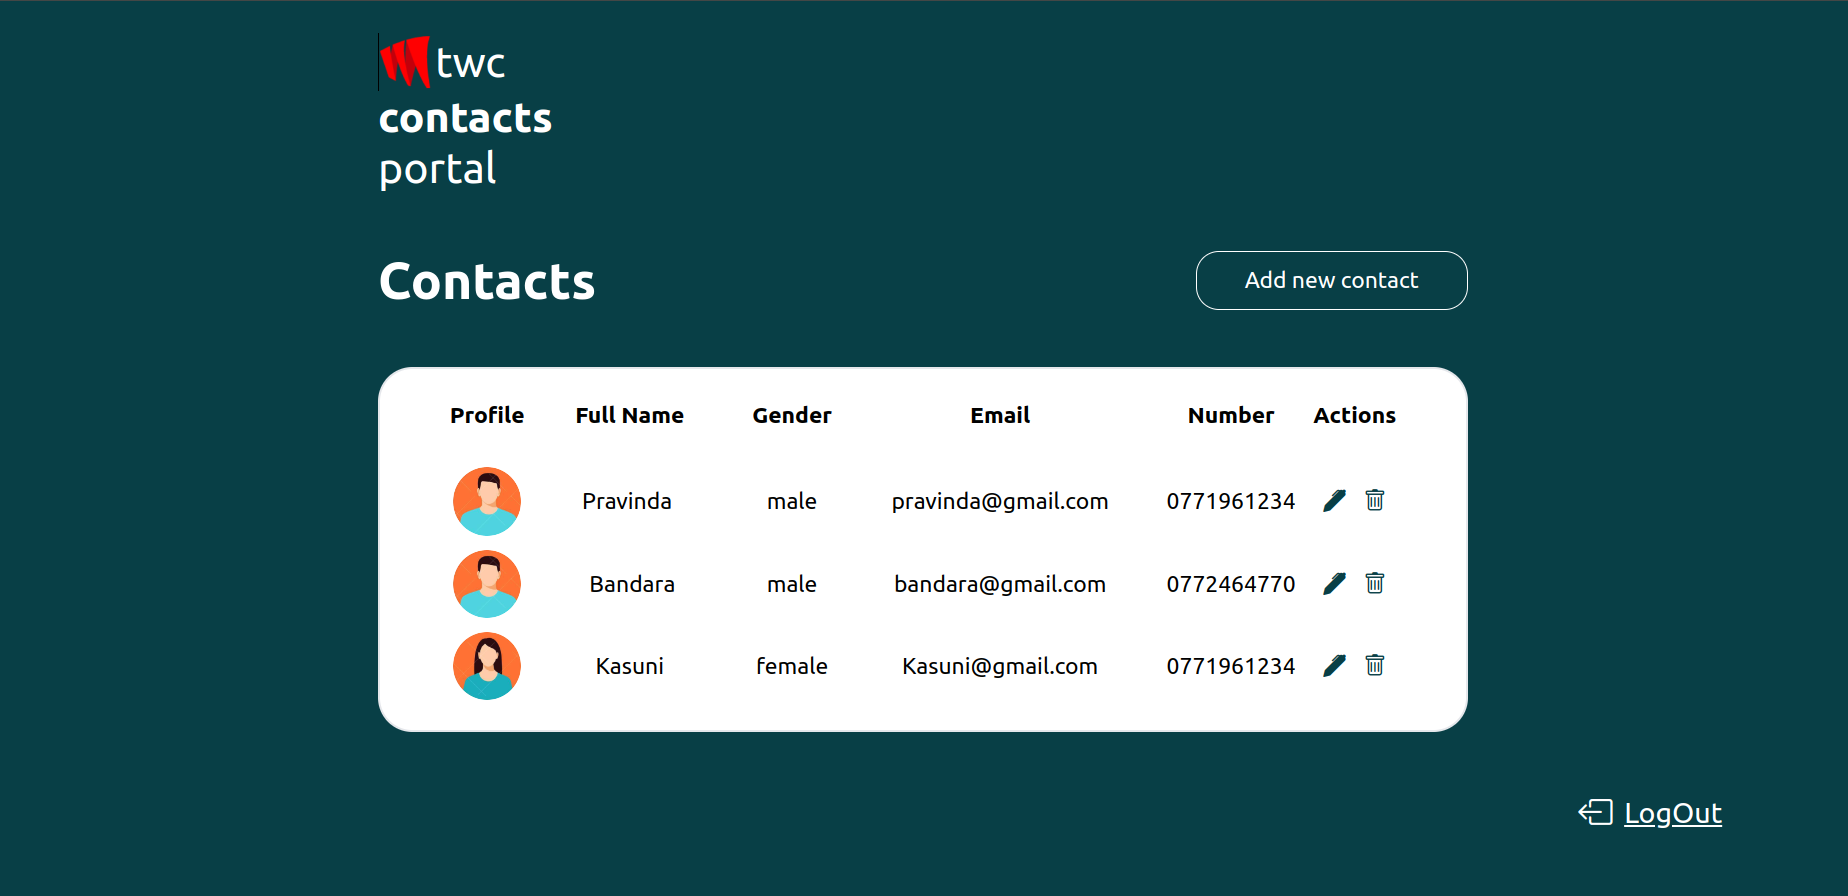 twc
contacts
portal
Contacts Add new contact
Profile Full Name Gender Email Number Actions
Pravinda male pravinda@gmail.com 0771961234
Bandara male bandara@gmail.com 0772464770
Kasuni female Kasuni@gmail.com 0771961234
LogOut